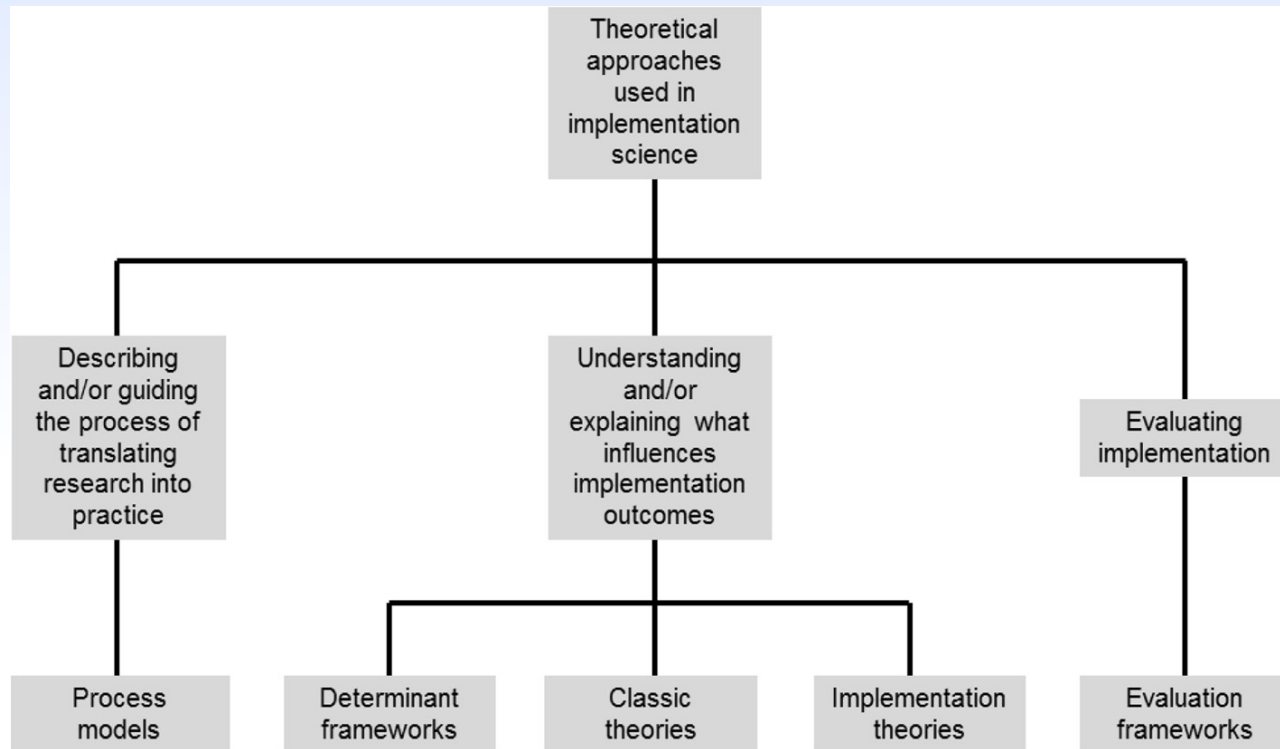 Theoretical
approaches
used in
implementation
science
Describing
and/or guiding
the process of
translating
research into
practice
Understanding
and/or
explaining what
influences
implementation
outcomes
Evaluating
implementation
Process
models
Determinant
frameworks
Classic
theories
Implementation
theories
Evaluation
frameworks